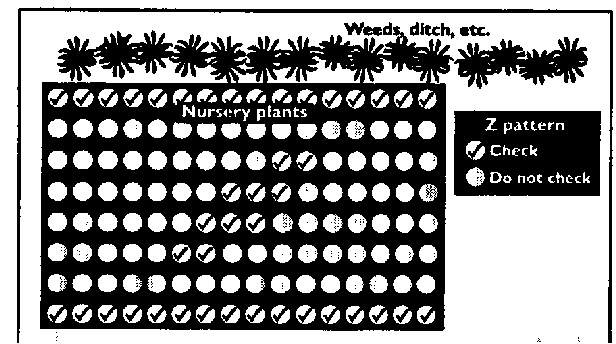 Weeds, ditch, etc.
Nursery plants
Z pattern
Check
Do not check